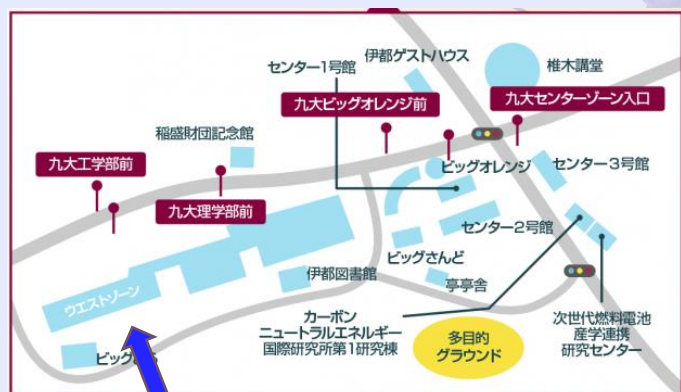 伊都ゲストハウス
センター1号館
椎木講堂
九大ビッグオレンジ前
九大センターゾーン入口
稲盛財団記念館
九大工学部前
ビッグオレンジ
センター3号館
九大理学部前
センター2号館
ビッグさんど
伊都図書館
亭亭舎
ウエストゾーン
カーボン
ニュートラルエネルギー
国際研究所第1研究棟
多目的
グラウンド
次世代燃料電池
産学連携
研究センター